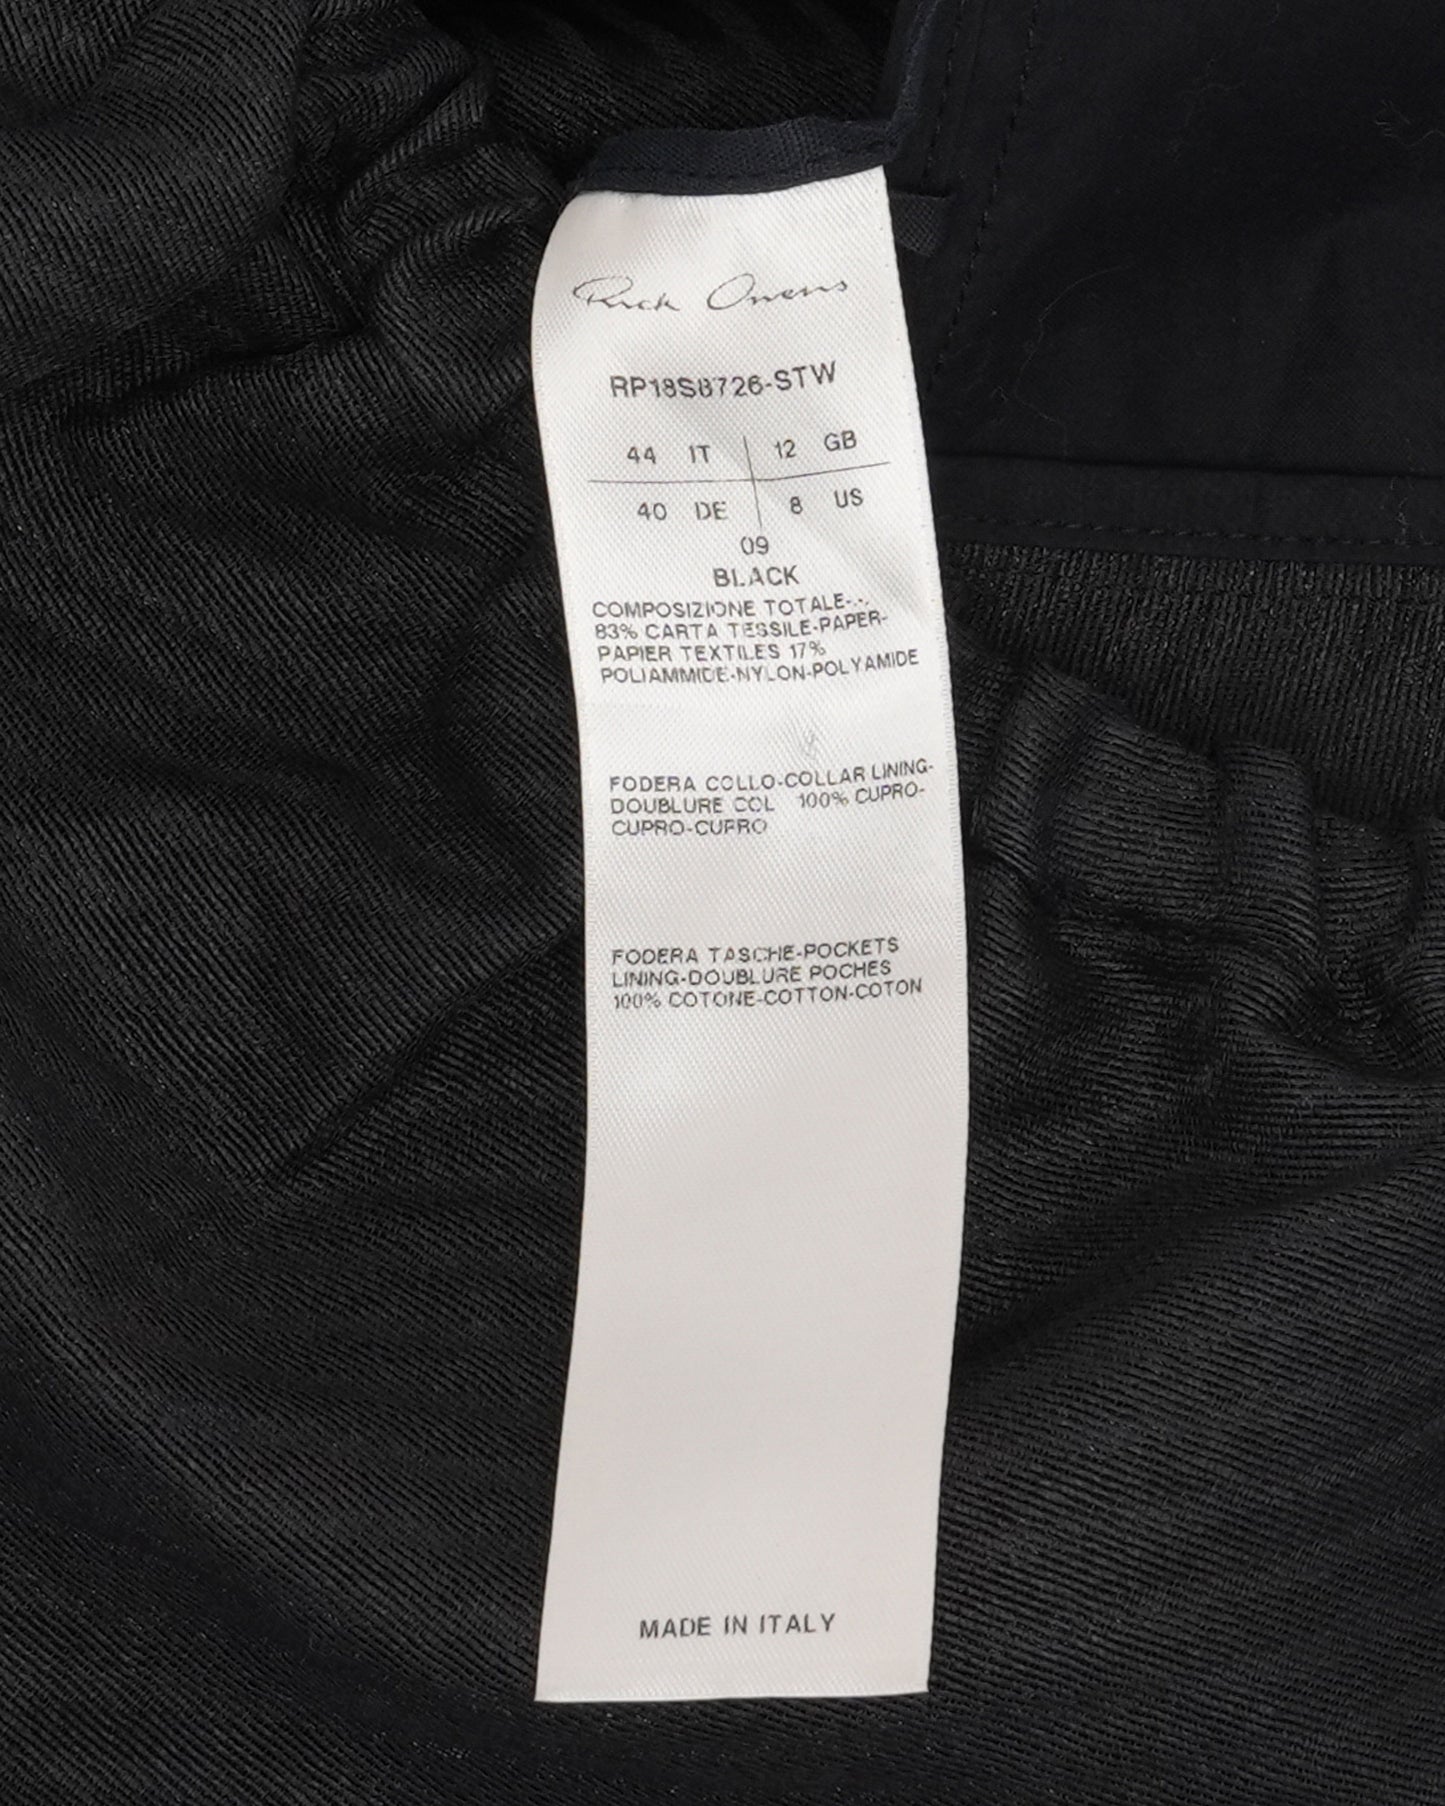 Rick Owens
RP18S8726-STW
44 IT 12 GB
40 DE 8 US
09
BLACK
COMPOSIZIONE TOTALE-.-.
83% CARTA TESSILE-PAPER-
PAPIER TEXTILES 17%
POLIAMMIDE-NYLON-POLYAMIDE
FODERA COLLO-COLLAR LINING-
DOUBLURE COL 100% CUPRO-
CUPRO-CUPRO
FODERA TASCHE-POCKETS
LINING-DOUBLURE POCHES
100% COTONE-COTTON-COTON
MADE IN ITALY